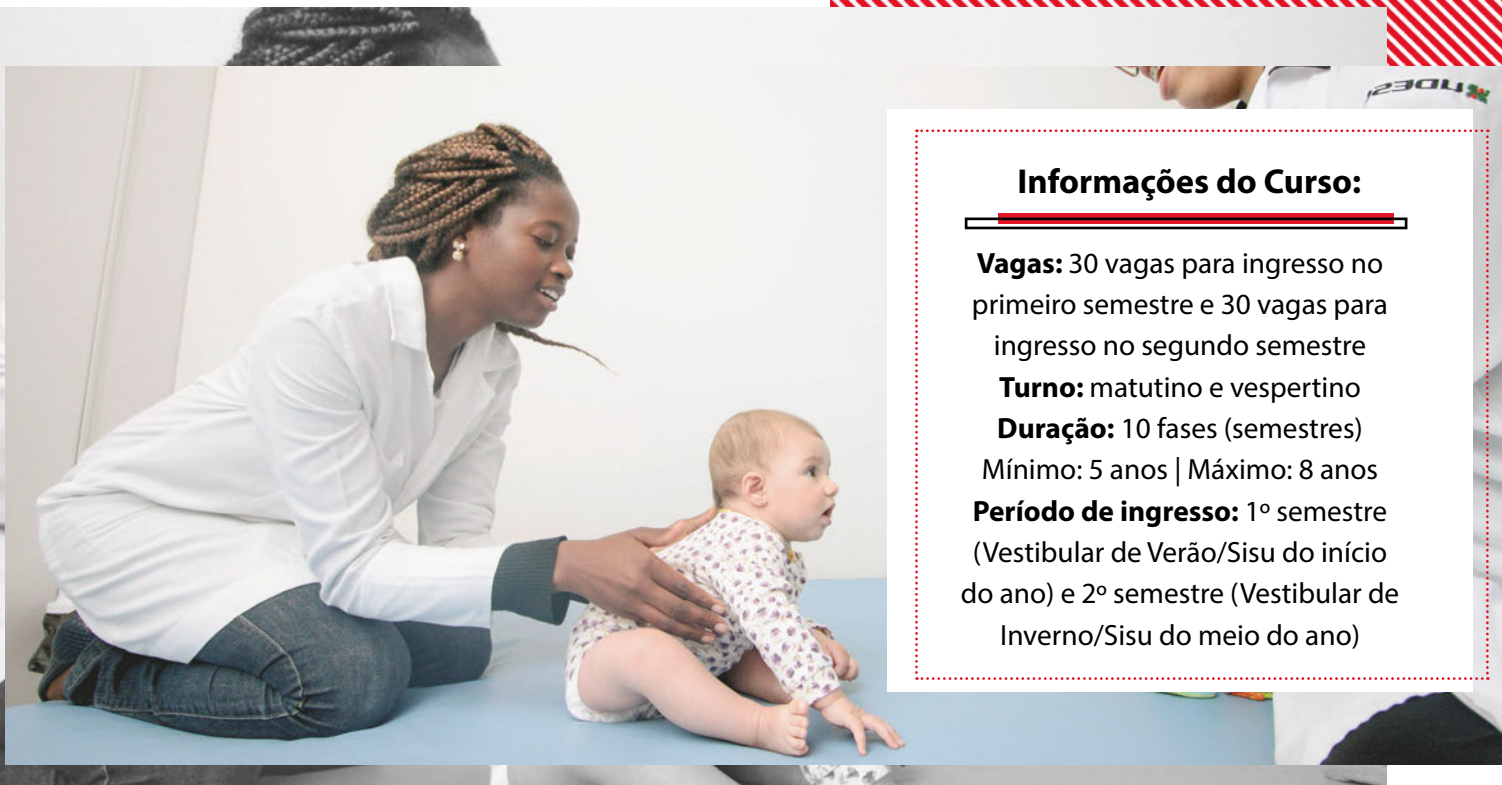 Informações do Curso:
Vagas: 30 vagas para ingresso no
primeiro semestre e 30 vagas para
ingresso no segundo semestre
Turno: matutino e vespertino
Duração: 10 fases (semestres)
Mínimo: 5 anos | Máximo: 8 anos
Período de ingresso: 1º semestre
(Vestibular de Verão/Sisu do início
do ano) e 2º semestre (Vestibular de
Inverno/Sisu do meio do ano)